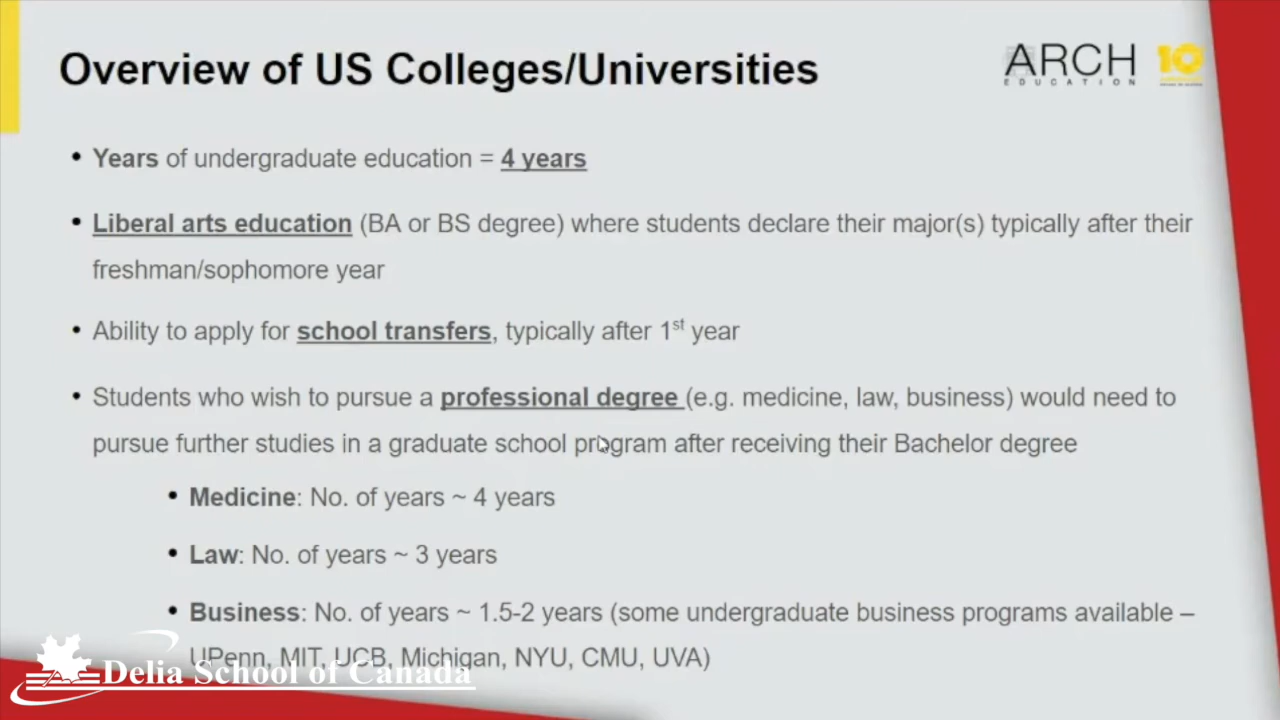 Overview of US Colleges/Universities
ARCH 10
EDUCATION
• Years of undergraduate education = 4 years
• Liberal arts education (BA or BS degree) where students declare their major(s) typically after their
freshman/sophomore year
• Ability to apply for school transfers, typically after 1st year
• Students who wish to pursue a professional degree (e.g. medicine, law, business) would need to
pursue further studies in a graduate school program after receiving their Bachelor degree
• Medicine: No. of years ~ 4 years
• Law: No. of years ~ 3 years
• Business: No. of years ~ 1.5-2 years (some undergraduate business programs available –
UPenn, MIT, UCB, Michigan, NYU, CMU, UVA)
Delia School of Canada